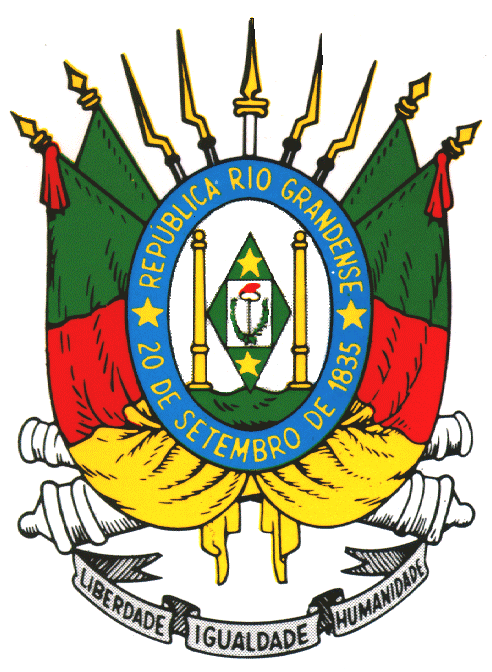 REPÚBLICA RIO GRANDENSE
20 DE SETEMBRO DE 1835
LIBERDADE IGUALDADE HUMANIDADE